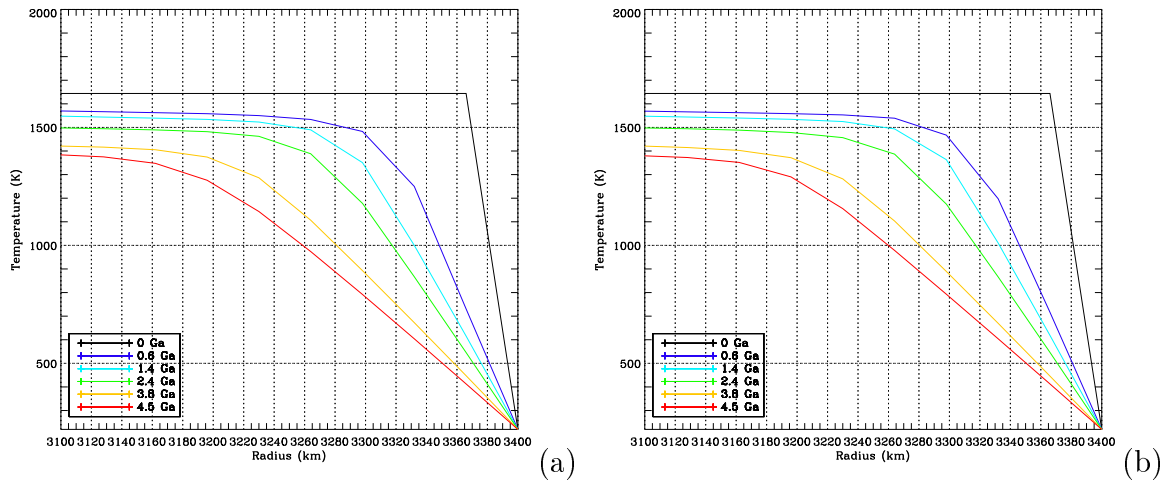 2000
1500
1000
500
Temperature (K)
3100 3120 3140 3160 3180 3200 3220 3240 3260 3280 3300 3320 3340 3360 3380 3400
Radius (km)
0 Ga
0.6 Ga
1.4 Ga
2.4 Ga
3.8 Ga
4.5 Ga
(a)
2000
1500
1000
500
Temperature (K)
3100 3120 3140 3160 3180 3200 3220 3240 3260 3280 3300 3320 3340 3360 3380 3400
Radius (km)
0 Ga
0.6 Ga
1.4 Ga
2.4 Ga
3.8 Ga
4.5 Ga
(b)